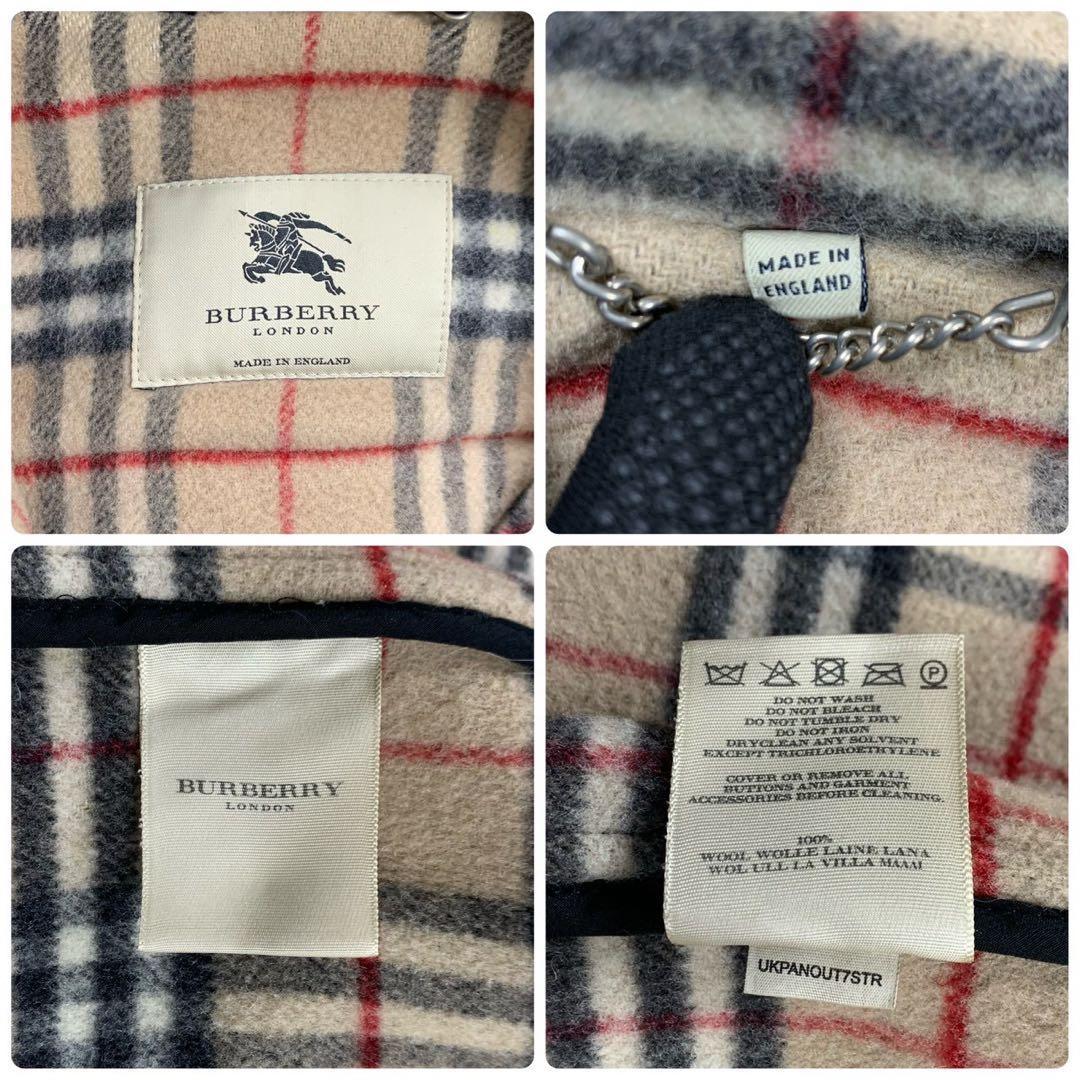 BURBERRY
LONDON
MADE IN ENGLAND
MADE IN
ENGLAND
BURBERRY
LONDON
DO NOT WASH
DO NOT BLEACH
DO NOT TUMBLE DRY
DO NOT IRON
DRYCLEAN ANY SOLVENT
EXCEPT TRICHLOROETHYLENE
COVER OR REMOVE ALL
BUTTONS AND GARMENT
ACCESSORIES BEFORE CLEANING.
100%
WOOL WOLLE LAINE LANA
WOL ULL LA VILLA MAAAI
UKPANOUT7STR